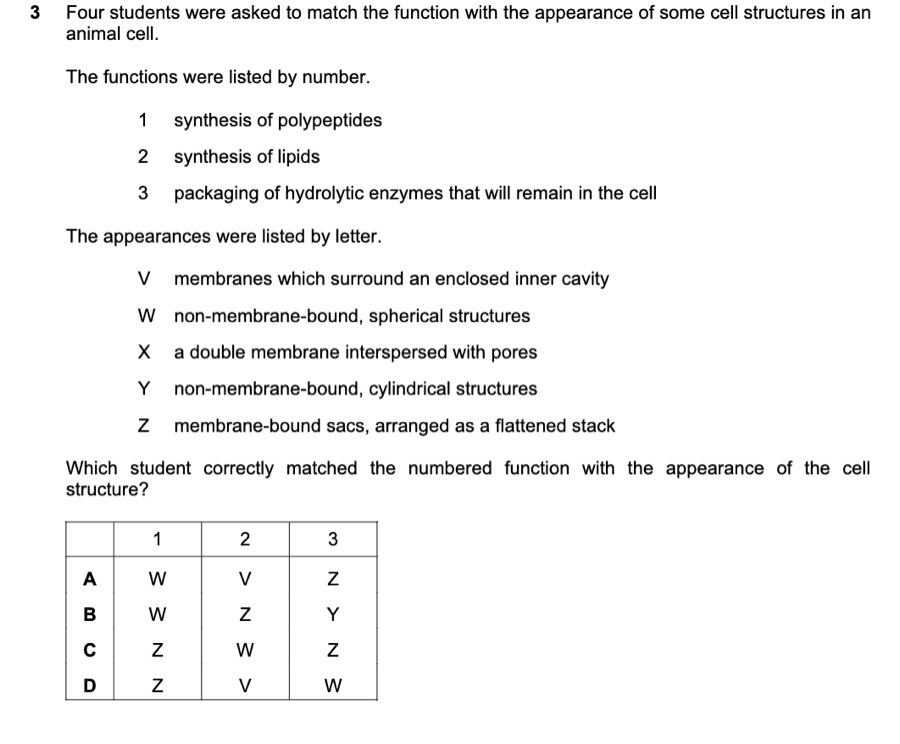 3 Four students were asked to match the function with the appearance of some cell structures in an
animal cell.
The functions were listed by number.
1 synthesis of polypeptides
2 synthesis of lipids
3 packaging of hydrolytic enzymes that will remain in the cell
The appearances were listed by letter.
V membranes which surround an enclosed inner cavity
W non-membrane-bound, spherical structures
X a double membrane interspersed with pores
Y non-membrane-bound, cylindrical structures
Z membrane-bound sacs, arranged as a flattened stack
Which student correctly matched the numbered function with the appearance of the cell
structure?
1 2 3
A W V Z
B W Z Y
C Z W Z
D Z V W